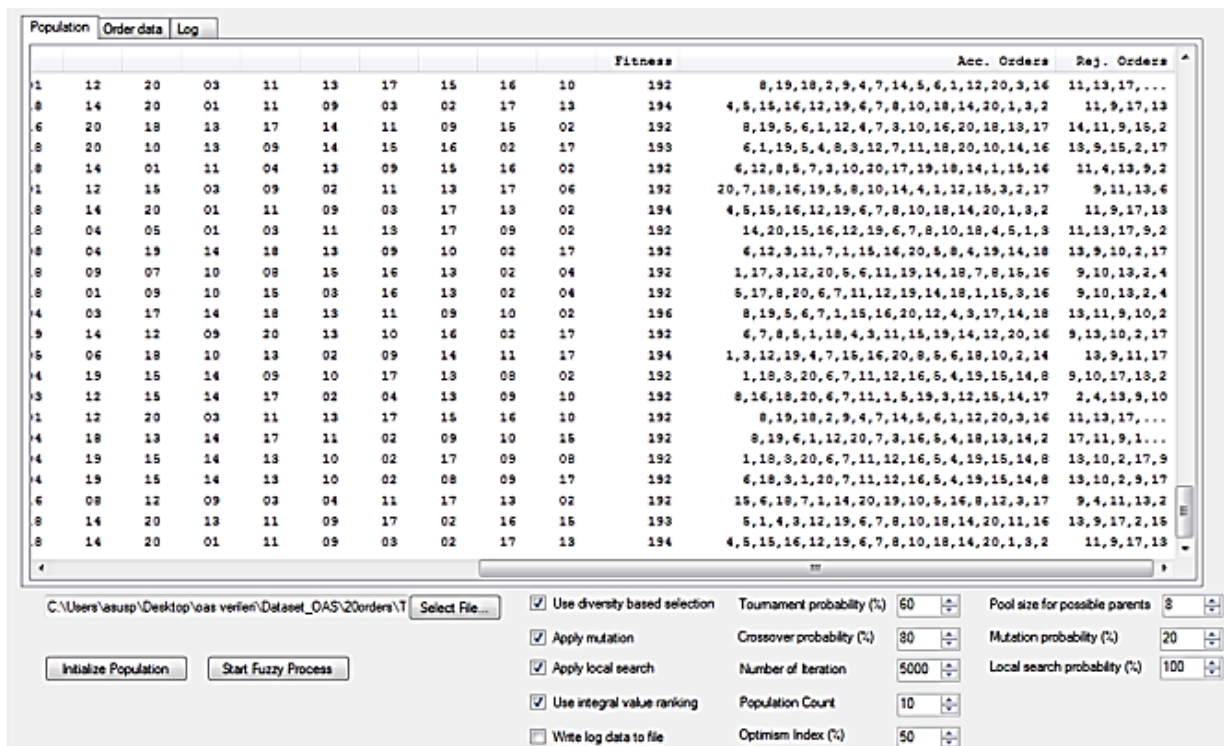 Population Order data Log
Fitness Acc. Orders Rej. Orders
12 20 03 11 13 17 15 16 10 192 8,19,18,2,9,4,7,14,5,6,1,12,20,3,16 11,13,17,...
14 20 01 11 09 03 02 17 13 194 4,5,15,16,12,19,6,7,8,10,18,14,20,1,3,2 11,9,17,13
20 18 13 17 14 11 09 15 02 192 8,19,5,6,1,12,4,7,3,10,16,20,18,13,17 14,11,9,15,2
20 10 13 09 14 15 16 02 17 193 6,1,19,5,4,8,3,12,7,11,18,20,10,14,16 13,9,15,2,17
14 01 11 04 13 09 15 16 02 192 6,12,8,5,7,3,10,20,17,19,18,14,1,15,16 11,4,13,9,2
12 15 03 09 02 11 13 17 06 192 20,7,18,16,19,5,8,10,14,4,1,12,15,3,2,17 9,11,13,6
14 20 01 11 09 03 17 13 02 194 4,5,15,16,12,19,6,7,8,10,18,14,20,1,3,2 11,9,17,13
04 05 01 03 11 13 17 09 02 192 14,20,15,16,12,19,6,7,8,10,18,4,5,1,3 11,13,17,9,2
04 19 14 18 13 09 10 02 17 192 6,12,3,11,7,1,15,16,20,5,8,4,19,14,18 13,9,10,2,17
09 07 10 08 15 16 13 02 04 192 1,17,3,12,20,5,6,11,19,14,18,7,8,15,16 9,10,13,2,4
01 09 10 15 03 16 13 02 04 192 5,17,8,20,6,7,11,12,19,14,18,1,15,3,16 9,10,13,2,4
03 17 14 18 13 11 09 10 02 196 8,19,5,6,7,1,15,16,20,12,4,3,17,14,18 13,11,9,10,2
14 12 09 20 13 10 16 02 17 192 6,7,8,5,1,18,4,3,11,15,19,14,12,20,16 9,13,10,2,17
06 18 10 13 02 09 14 11 17 194 1,3,12,19,4,7,15,16,20,8,5,6,18,10,2,14 13,9,11,17
19 15 14 09 10 17 13 08 02 192 1,18,3,20,6,7,11,12,16,5,4,19,15,14,8 9,10,17,13,2
12 15 14 17 02 04 13 09 10 192 8,16,18,20,6,7,11,1,5,19,3,12,15,14,17 2,4,13,9,10
12 20 03 11 13 17 15 16 10 192 8,19,18,2,9,4,7,14,5,6,1,12,20,3,16 11,13,17,...
18 13 14 17 11 02 09 10 15 192 8,19,6,1,12,20,7,3,16,5,4,18,13,14,2 17,11,9,1...
19 15 14 13 10 02 17 09 08 192 1,18,3,20,6,7,11,12,16,5,4,19,15,14,8 13,10,2,17,9
19 15 14 13 10 02 08 09 17 192 6,18,3,1,20,7,11,12,16,5,4,19,15,14,8 13,10,2,9,17
08 12 09 03 04 11 17 13 02 192 15,6,18,7,1,14,20,19,10,5,16,8,12,3,17 9,4,11,13,2
14 20 13 11 09 17 02 16 15 193 5,1,4,3,12,19,6,7,8,10,18,14,20,11,16 13,9,17,2,15
14 20 01 11 09 03 02 17 13 194 4,5,15,16,12,19,6,7,8,10,18,14,20,1,3,2 11,9,17,13
C:\Users\asusp\Desktop\oas verileri\Dataset_OAS\20orders\T Select File... Use diversity based selection Tournament probability (%) 60 Pool size for possible parents 8
Apply mutation Crossover probability (%) 80 Mutation probability (%) 20
Initialize Population Start Fuzzy Process Apply local search Number of Iteration 5000 Local search probability (%) 100
Use integral value ranking Population Count 10
Write log data to file Optimism Index (%) 50